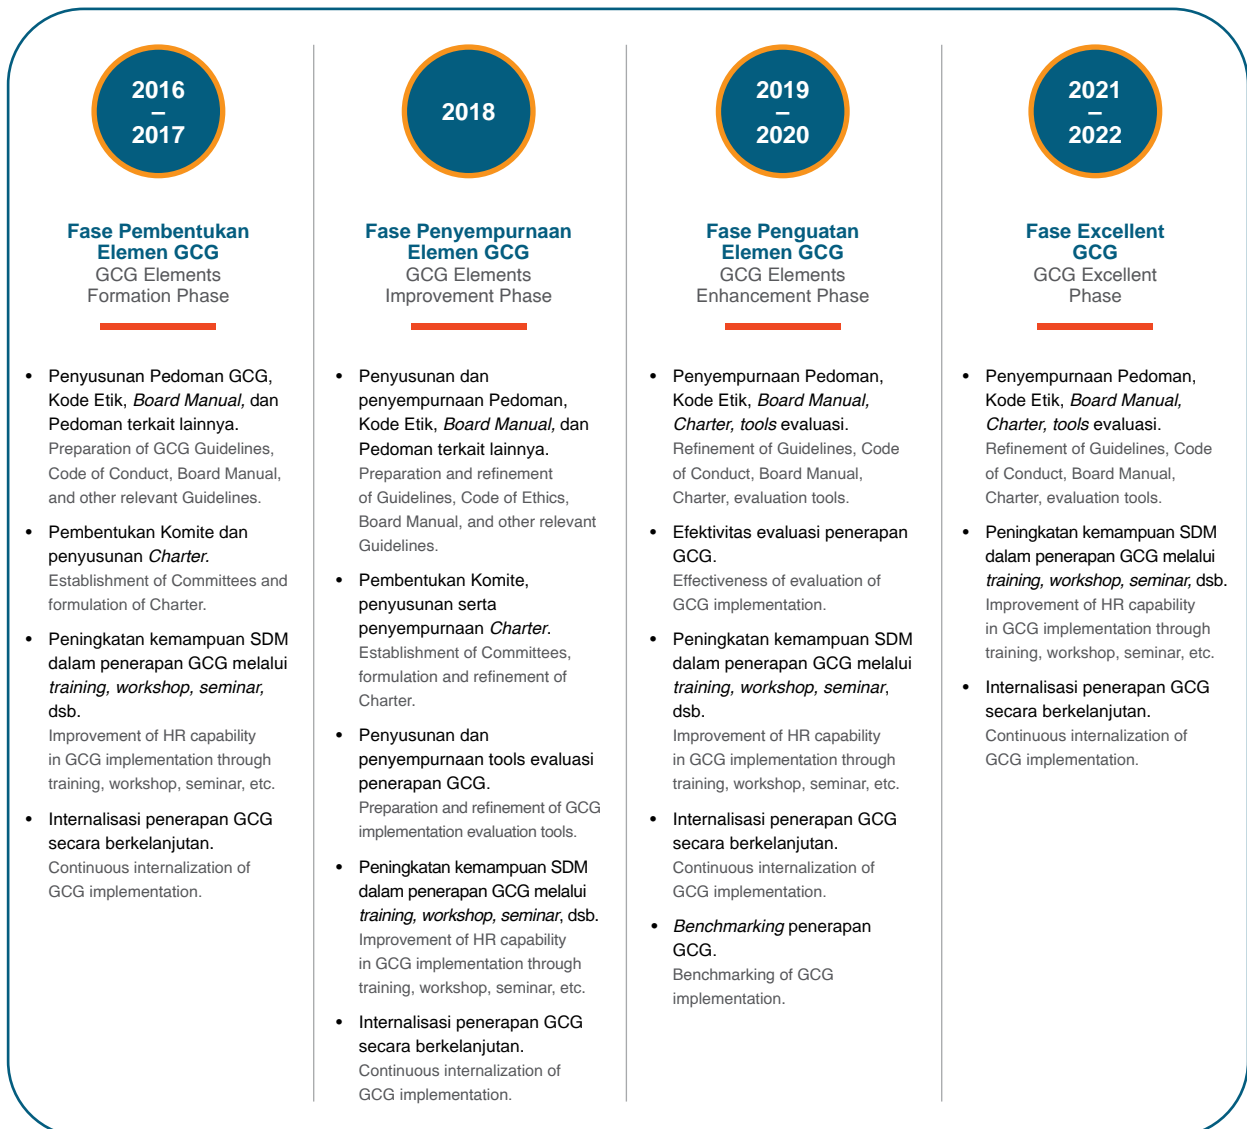 2016
–
2017
Fase Pembentukan
Elemen GCG
GCG Elements
Formation Phase
• Penyusunan Pedoman GCG,
Kode Etik, Board Manual, dan
Pedoman terkait lainnya.
Preparation of GCG Guidelines,
Code of Conduct, Board Manual,
and other relevant Guidelines.
• Pembentukan Komite dan
penyusunan Charter.
Establishment of Committees and
formulation of Charter.
• Peningkatan kemampuan SDM
dalam penerapan GCG melalui
training, workshop, seminar,
dsb.
Improvement of HR capability
in GCG implementation through
training, workshop, seminar, etc.
• Internalisasi penerapan GCG
secara berkelanjutan.
Continuous internalization of
GCG implementation.
2018
Fase Penyempurnaan
Elemen GCG
GCG Elements
Improvement Phase
• Penyusunan dan
penyempurnaan Pedoman,
Kode Etik, Board Manual, dan
Pedoman terkait lainnya.
Preparation and refinement
of Guidelines, Code of Ethics,
Board Manual, and other relevant
Guidelines.
• Pembentukan Komite,
penyusunan serta
penyempurnaan Charter.
Establishment of Committees,
formulation and refinement of
Charter.
• Penyusunan dan
penyempurnaan tools evaluasi
penerapan GCG.
Preparation and refinement of GCG
implementation evaluation tools.
• Peningkatan kemampuan SDM
dalam penerapan GCG melalui
training, workshop, seminar, dsb.
Improvement of HR capability
in GCG implementation through
training, workshop, seminar, etc.
• Internalisasi penerapan GCG
secara berkelanjutan.
Continuous internalization of
GCG implementation.
2019
–
2020
Fase Penguatan
Elemen GCG
GCG Elements
Enhancement Phase
• Penyempurnaan Pedoman,
Kode Etik, Board Manual,
Charter, tools evaluasi.
Refinement of Guidelines, Code
of Conduct, Board Manual,
Charter, evaluation tools.
• Efektivitas evaluasi penerapan
GCG.
Effectiveness of evaluation of
GCG implementation.
• Peningkatan kemampuan SDM
dalam penerapan GCG melalui
training, workshop, seminar,
dsb.
Improvement of HR capability
in GCG implementation through
training, workshop, seminar, etc.
• Internalisasi penerapan GCG
secara berkelanjutan.
Continuous internalization of
GCG implementation.
• Benchmarking penerapan
GCG.
Benchmarking of GCG
implementation.
2021
–
2022
Fase Excellent
GCG
GCG Excellent
Phase
• Penyempurnaan Pedoman,
Kode Etik, Board Manual,
Charter, tools evaluasi.
Refinement of Guidelines, Code
of Conduct, Board Manual,
Charter, evaluation tools.
• Peningkatan kemampuan SDM
dalam penerapan GCG melalui
training, workshop, seminar, dsb.
Improvement of HR capability
in GCG implementation through
training, workshop, seminar, etc.
• Internalisasi penerapan GCG
secara berkelanjutan.
Continuous internalization of
GCG implementation.